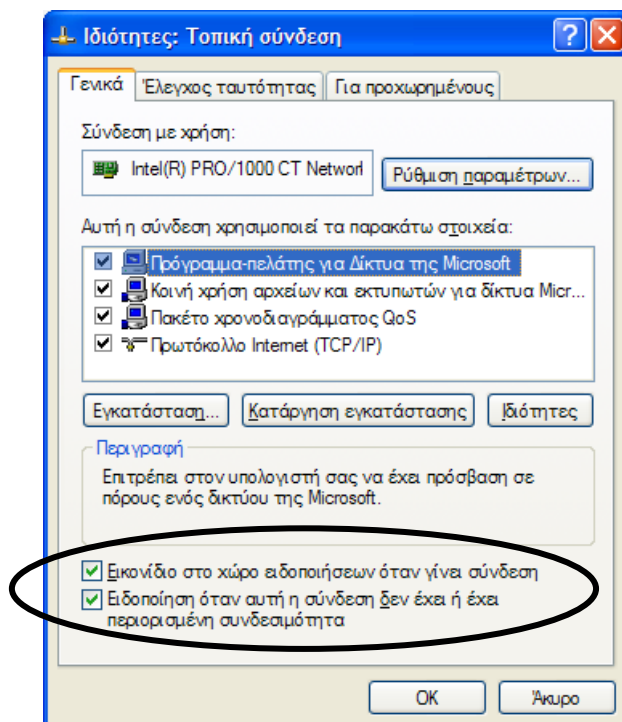 Ιδιότητες: Τοπική σύνδεση
Γενικά Έλεγχος ταυτότητας Για προχωρημένους
Σύνδεση με χρήση:
Intel(R) PRO/1000 CT Network Ρύθμιση παραμέτρων...
Αυτή η σύνδεση χρησιμοποιεί τα παρακάτω στοιχεία:
Πρόγραμμα-πελάτης για Δίκτυα της Microsoft
Κοινή χρήση αρχείων και εκτυπωτών για δίκτυα Micr...
Πακέτο χρονοδιαγράμματος QoS
Πρωτόκολλο Internet (TCP/IP)
Εγκατάσταση... Κατάργηση εγκατάστασης Ιδιότητες
Περιγραφή
Επιτρέπει στον υπολογιστή σας να έχει πρόσβαση σε
πόρους ενός δικτύου της Microsoft.
Εικονίδιο στο χώρο ειδοποιήσεων όταν γίνει σύνδεση
Ειδοποίηση όταν αυτή η σύνδεση δεν έχει ή έχει
περιορισμένη συνδεσιμότητα
OK Άκυρο